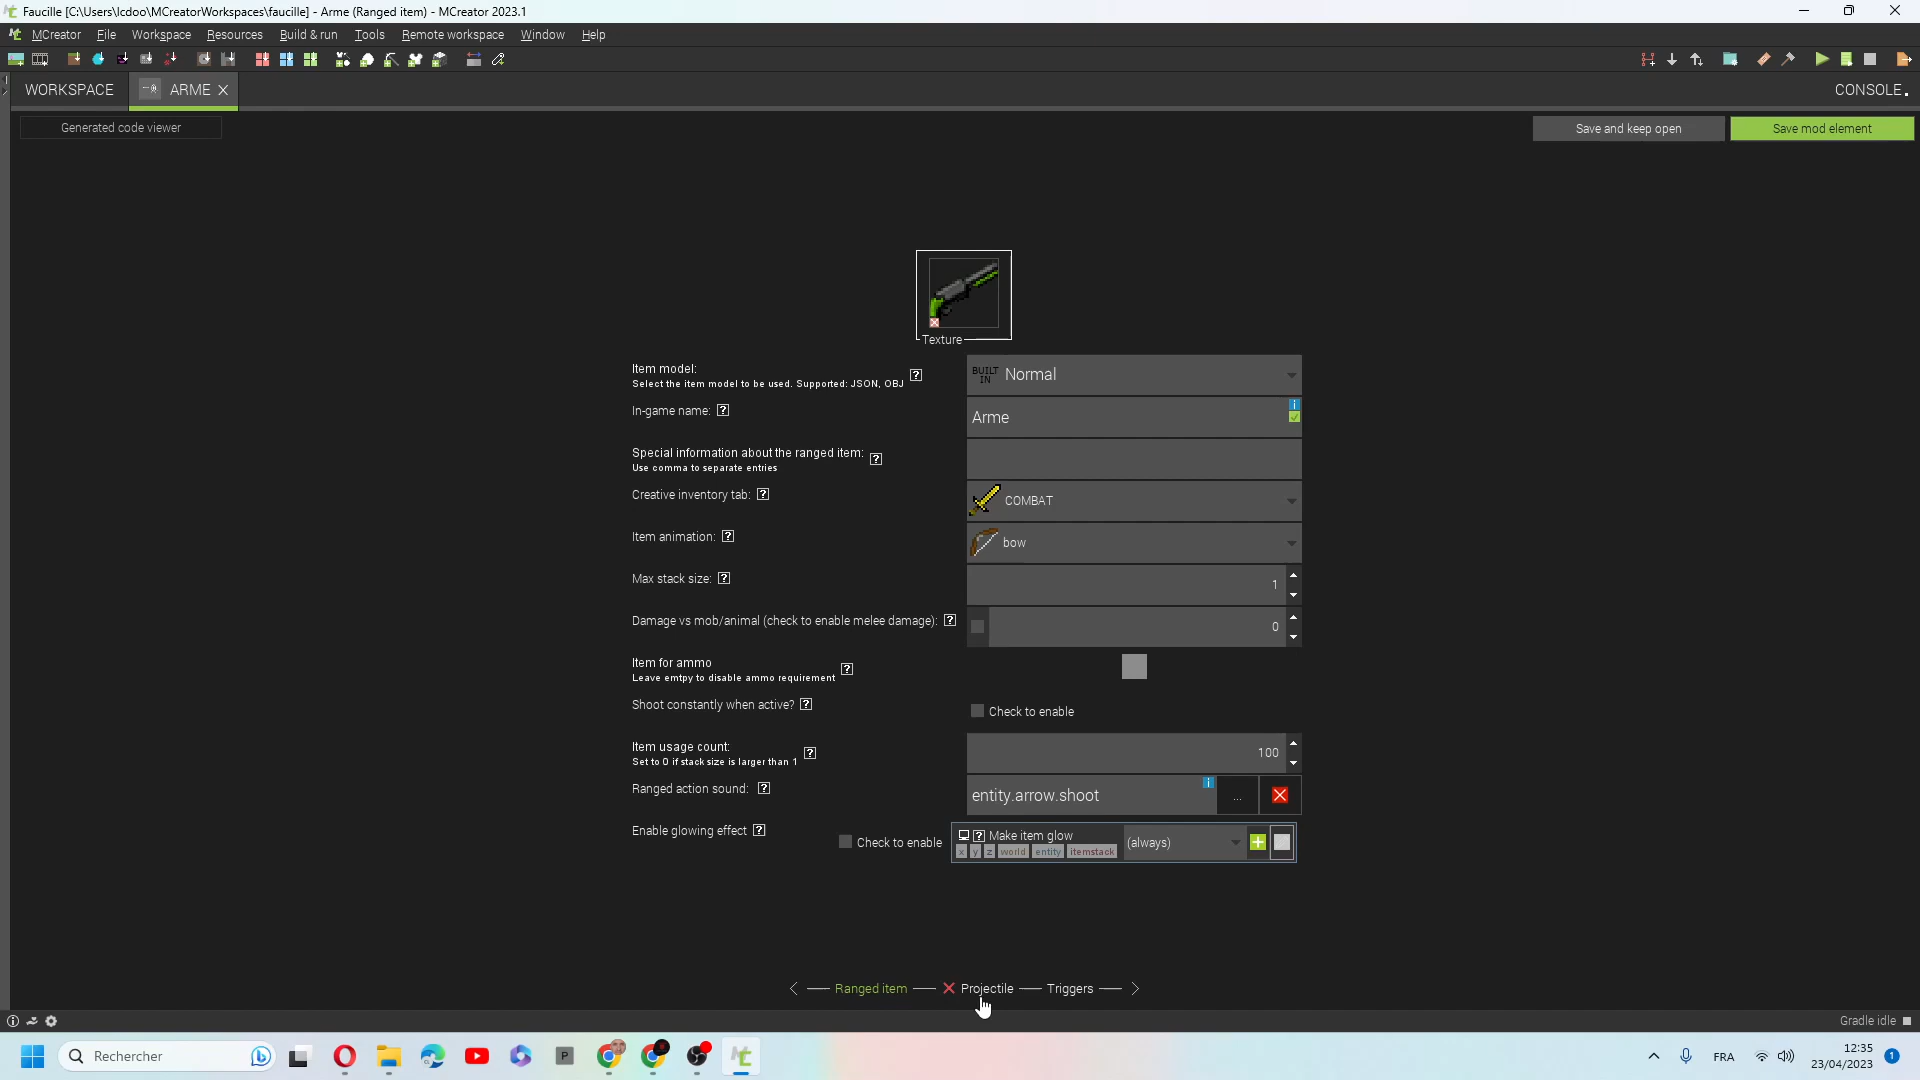 Faucille [C:\Users\lcdoo\MCreatorWorkspaces\faucille] - Arme (Ranged item) - MCreator 2023.1
MCreator File Workspace Resources Build & run Tools Remote workspace Window Help
WORKSPACE ARME CONSOLE
Generated code viewer Save and keep open Save mod element
Texture
Item model: BUILT IN Normal
Select the item model to be used. Supported: JSON, OBJ
In-game name: Arme
Special information about the ranged item:
Use comma to separate entries
Creative inventory tab: COMBAT
Item animation: bow
Max stack size: 1
Damage vs mob/animal (check to enable melee damage): 0
Item for ammo
Leave emtpy to disable ammo requirement
Shoot constantly when active? Check to enable
Item usage count: 100
Set to 0 if stack size is larger than 1
Ranged action sound: entity.arrow.shoot ...
Enable glowing effect Check to enable Make item glow (always)
x y z world entity itemstack
Ranged item Projectile Triggers
Gradle idle
Rechercher P FRA 12:35
23/04/2023 1